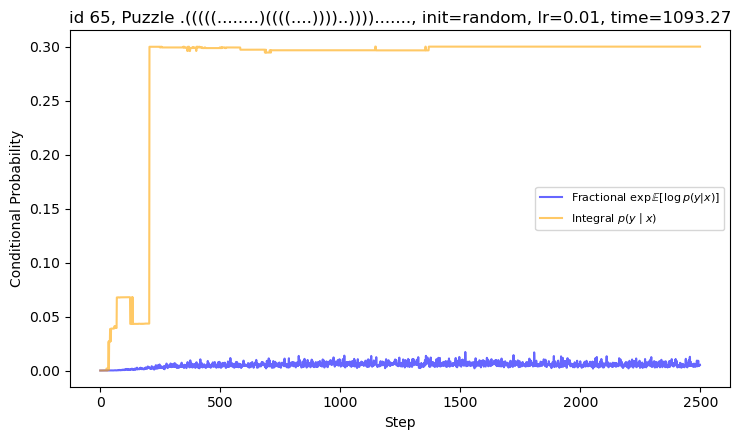 id 65, Puzzle .(((((........)((((....))))..))))......., init=random, lr=0.01, time=1093.27
Conditional Probability
0.30
0.25
0.20
0.15
0.10
0.05
0.00
Fractional exp𝔼[log p(y|x)]
Integral p(y | x)
0 500 1000 1500 2000 2500
Step